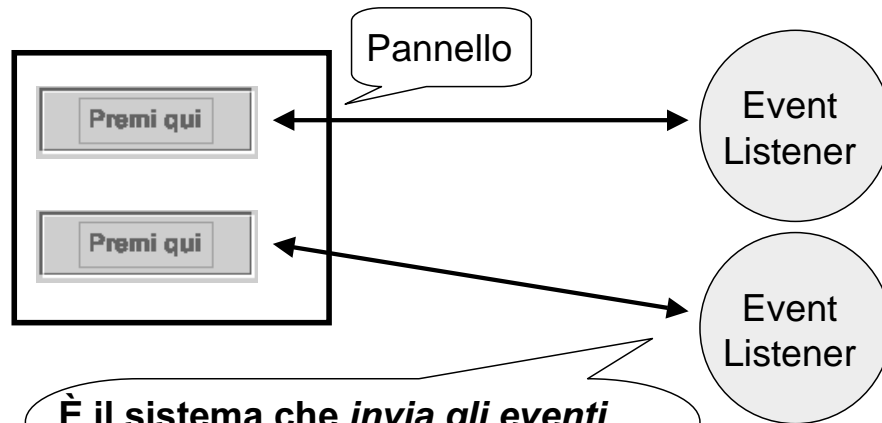 Pannello
Premi qui
Event
Listener
Premi qui
Event
Listener
È il sistema che invia gli eventi